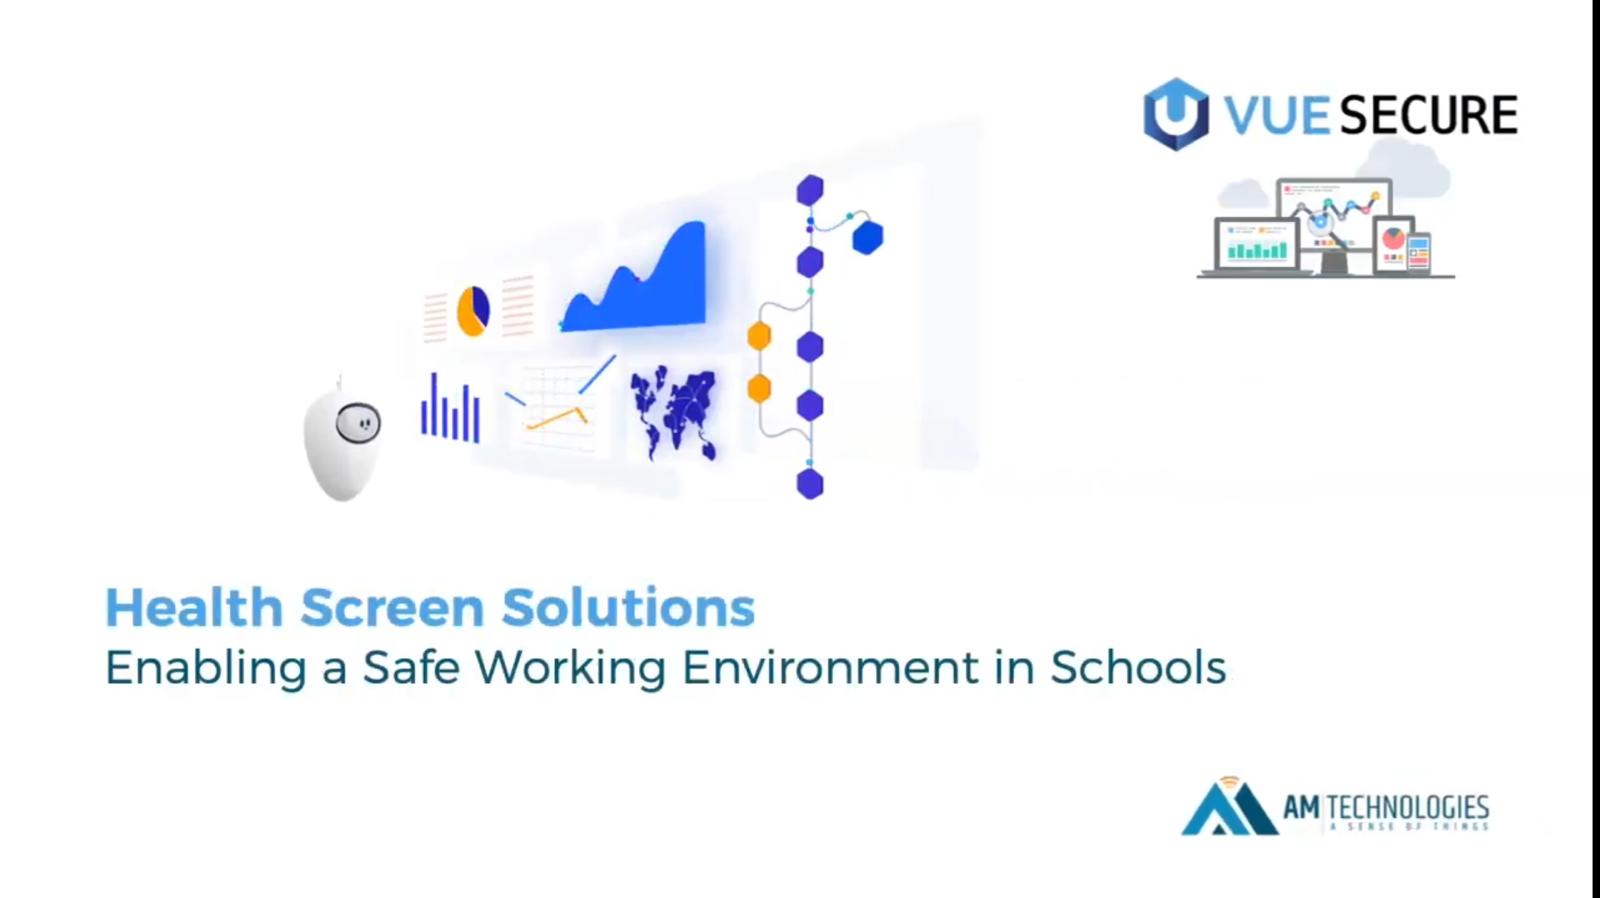 VUE SECURE
Health Screen Solutions
Enabling a Safe Working Environment in Schools
AM TECHNOLOGIES
A SENSE OF THINGS